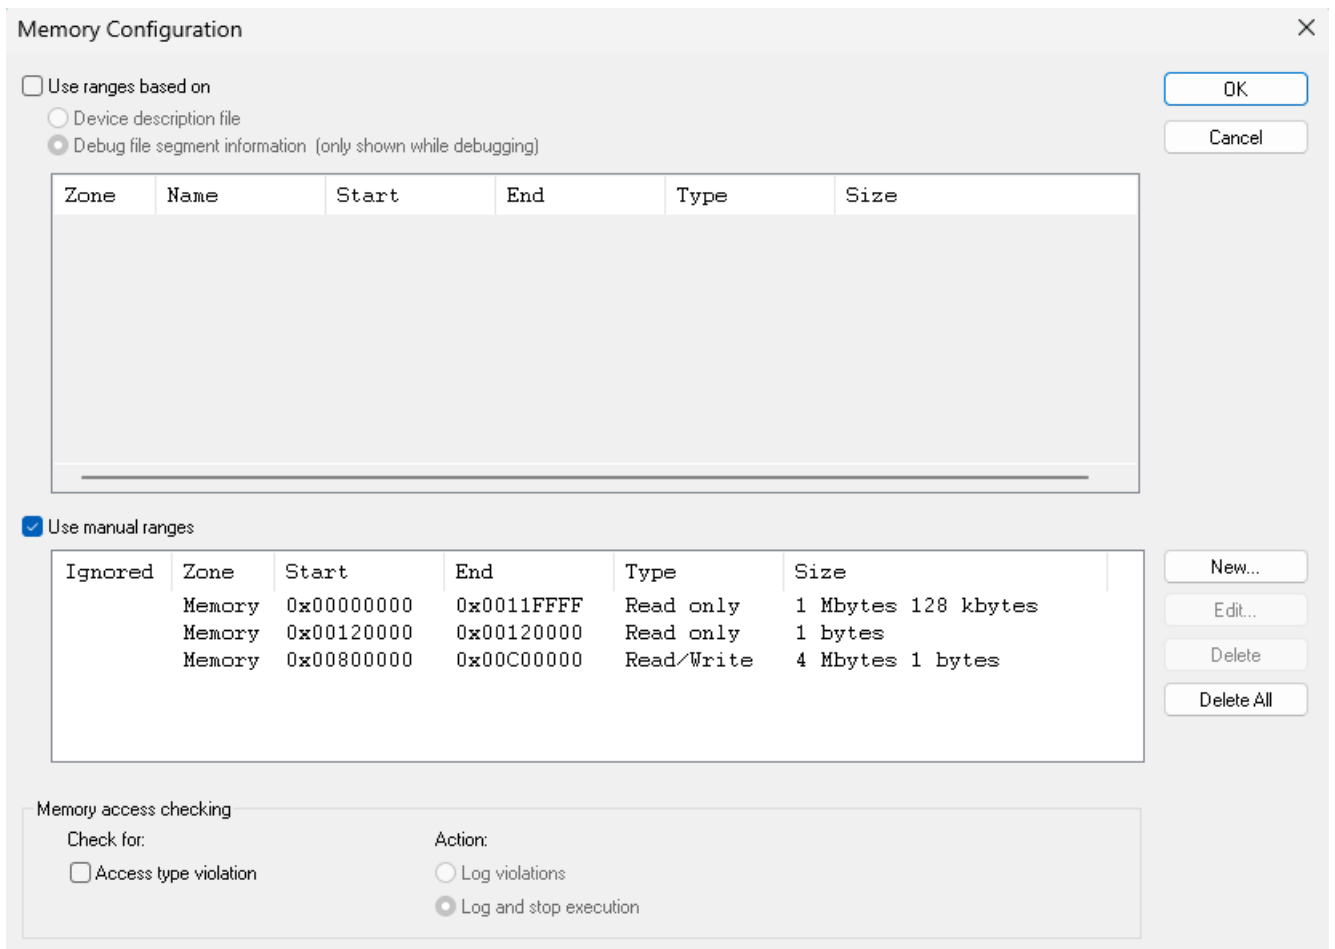 Memory Configuration
Use ranges based on
OK
Device description file
Debug file segment information (only shown while debugging)
Cancel
Zone Name Start End Type Size
Use manual ranges
Ignored Zone Start End Type Size
New...
Memory 0x00000000 0x0011FFFF Read only 1 Mbytes 128 kbytes
Edit...
Memory 0x00120000 0x00120000 Read only 1 bytes
Memory 0x00800000 0x00C00000 Read/Write 4 Mbytes 1 bytes
Delete
Delete All
Memory access checking
Check for: Action:
Access type violation Log violations
Log and stop execution